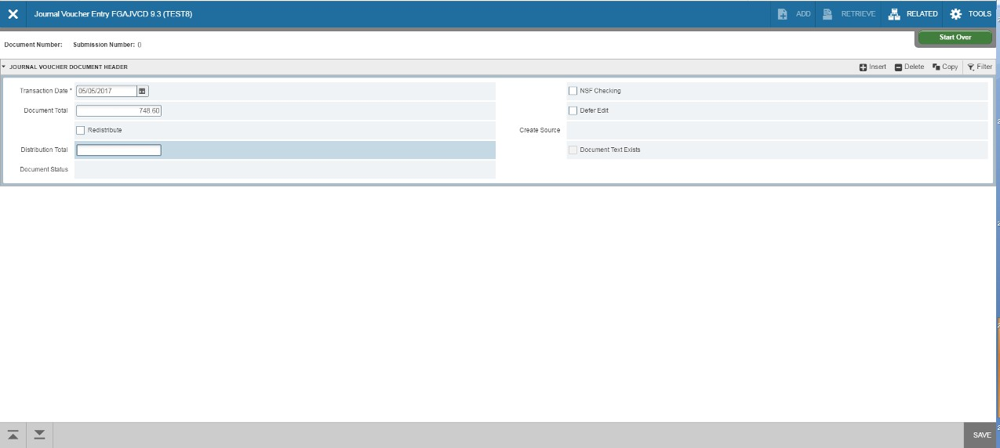 Journal Voucher Entry FGAJVCD 9.3 (TEST8) ADD RETRIEVE RELATED TOOLS
Start Over
Document Number: Submission Number: 0
JOURNAL VOUCHER DOCUMENT HEADER Insert Delete Copy Filter
Transaction Date * 05/05/2017 NSF Checking
Document Total 748.60 Defer Edit
Redistribute Create Source
Distribution Total Document Text Exists
Document Status
SAVE